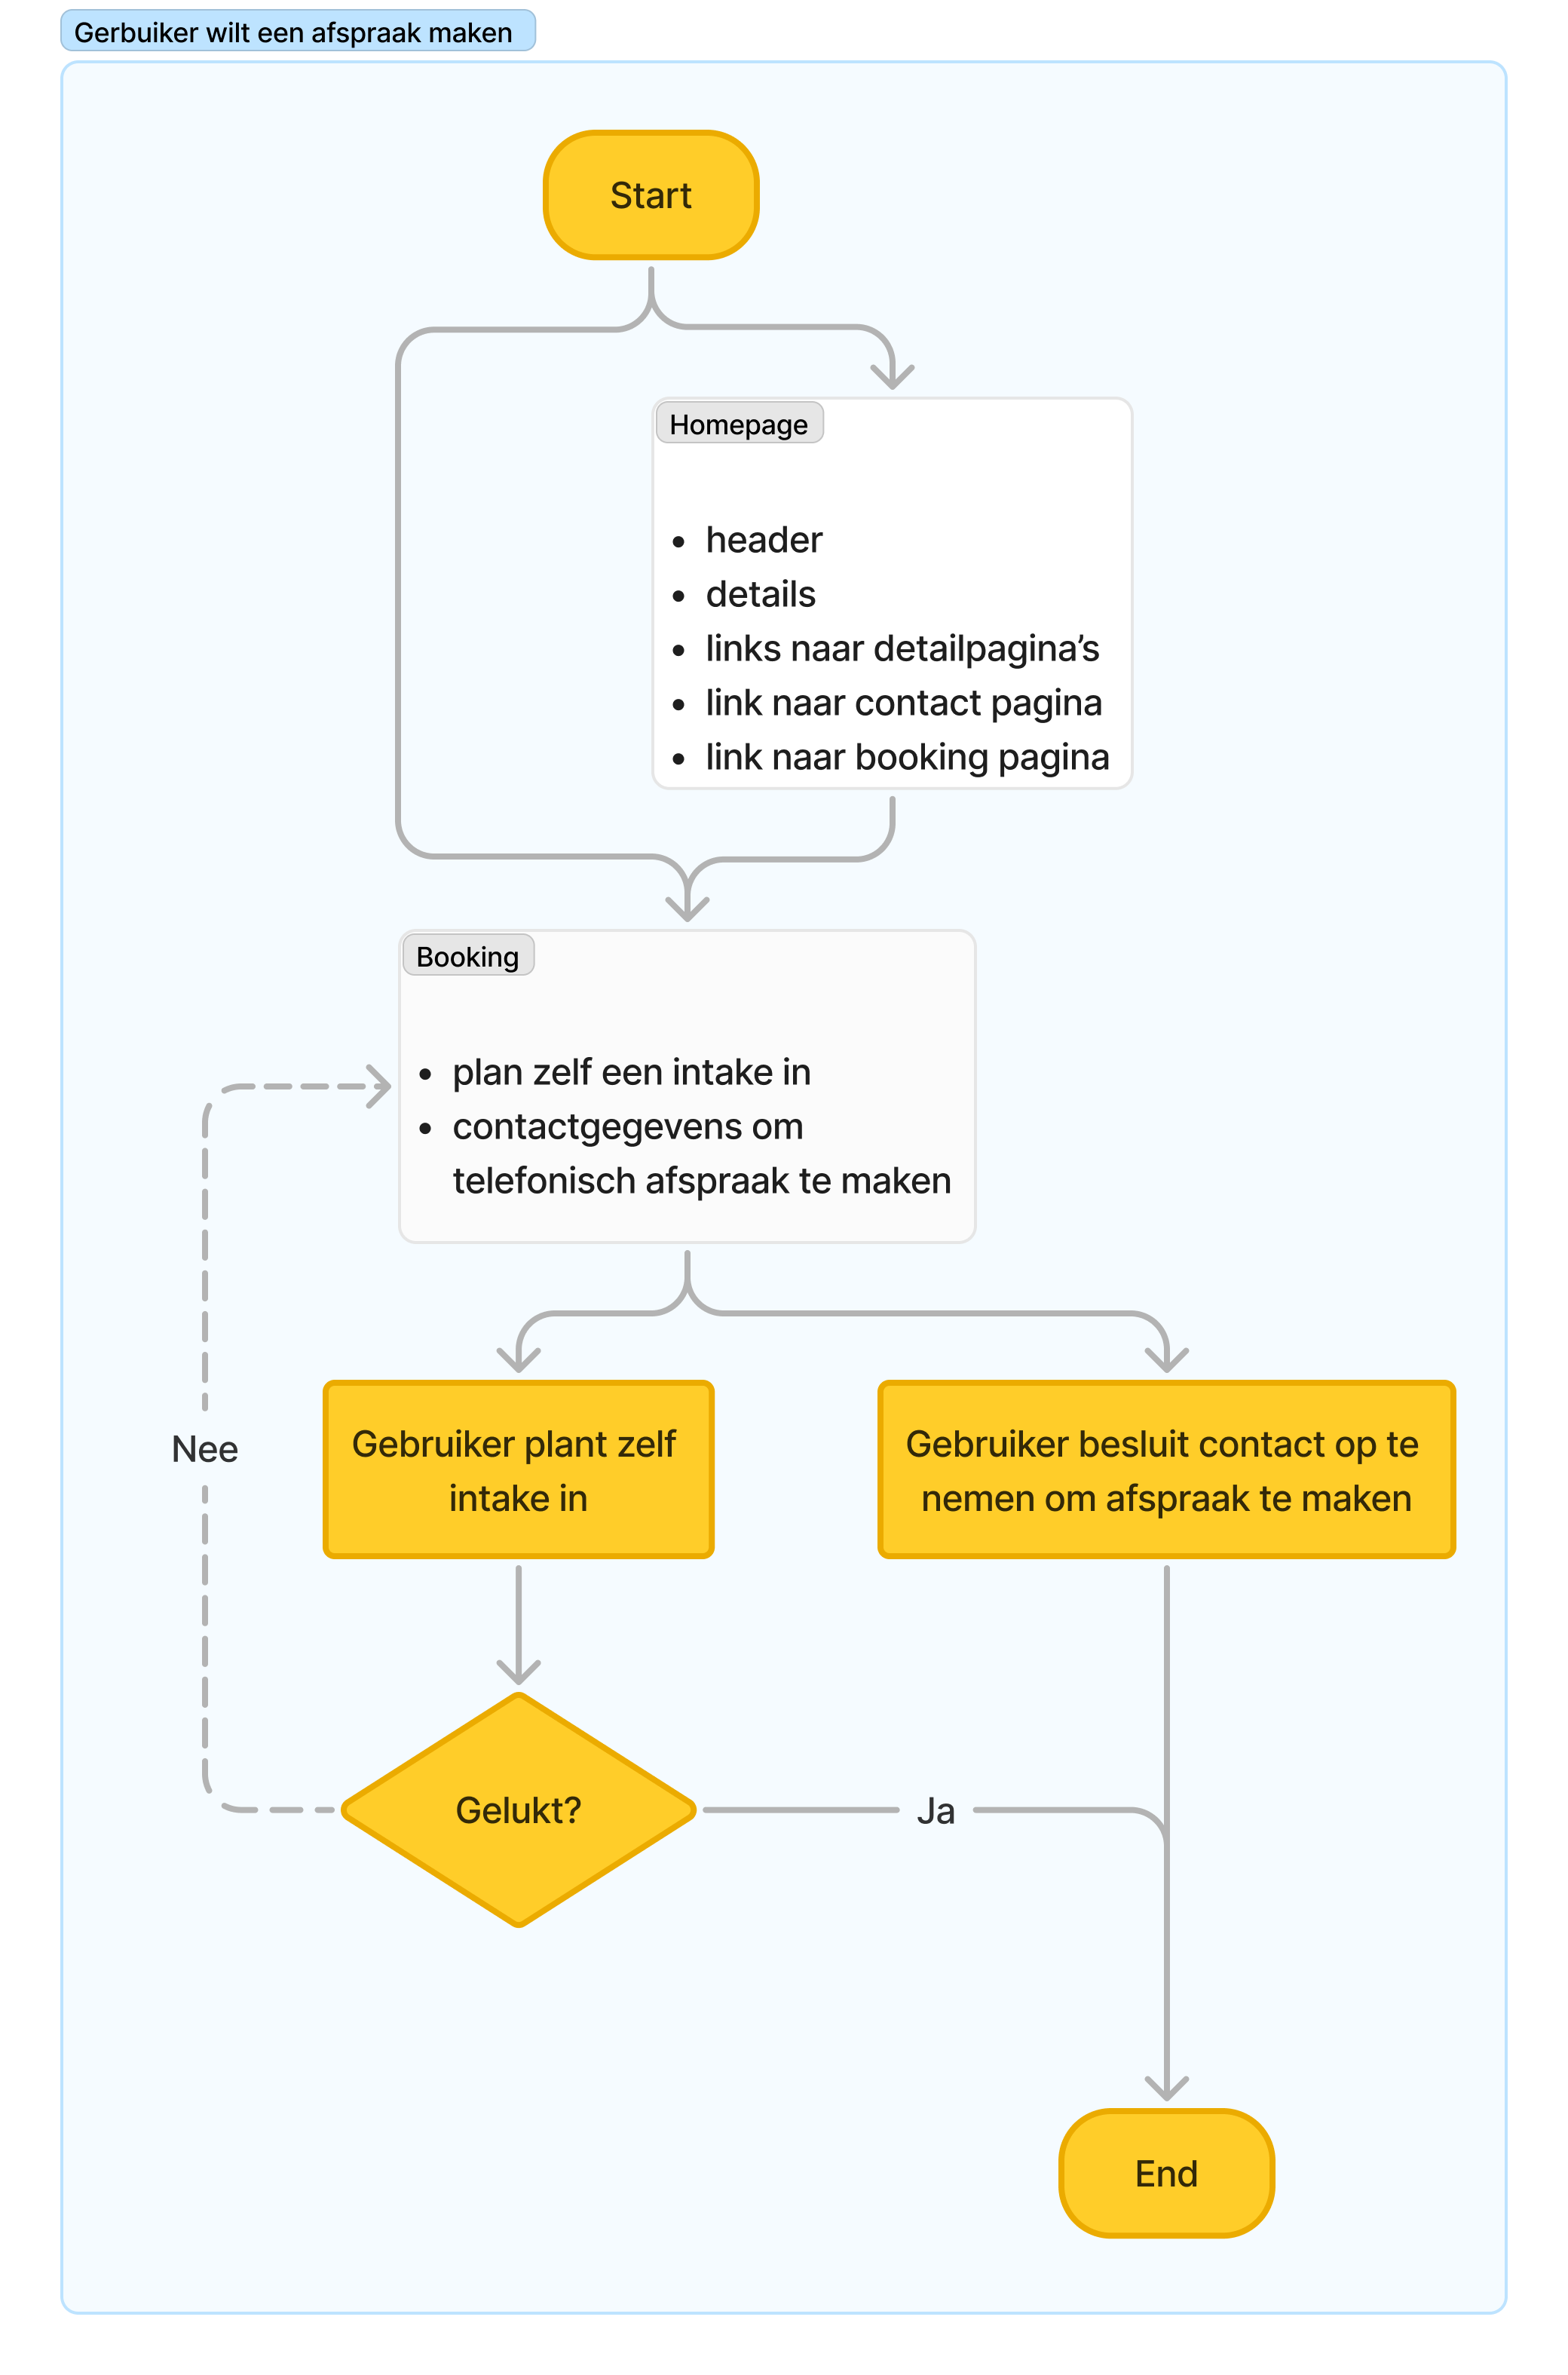 Gerbuiker wilt een afspraak maken
Start
Homepage
• header
• details
• links naar detailpagina’s
• link naar contact pagina
• link naar booking pagina
Booking
• plan zelf een intake in
• contactgegevens om
telefonisch afspraak te maken
Nee
Gebruiker plant zelf
intake in
Gebruiker besluit contact op te
nemen om afspraak te maken
Gelukt?
Ja
End